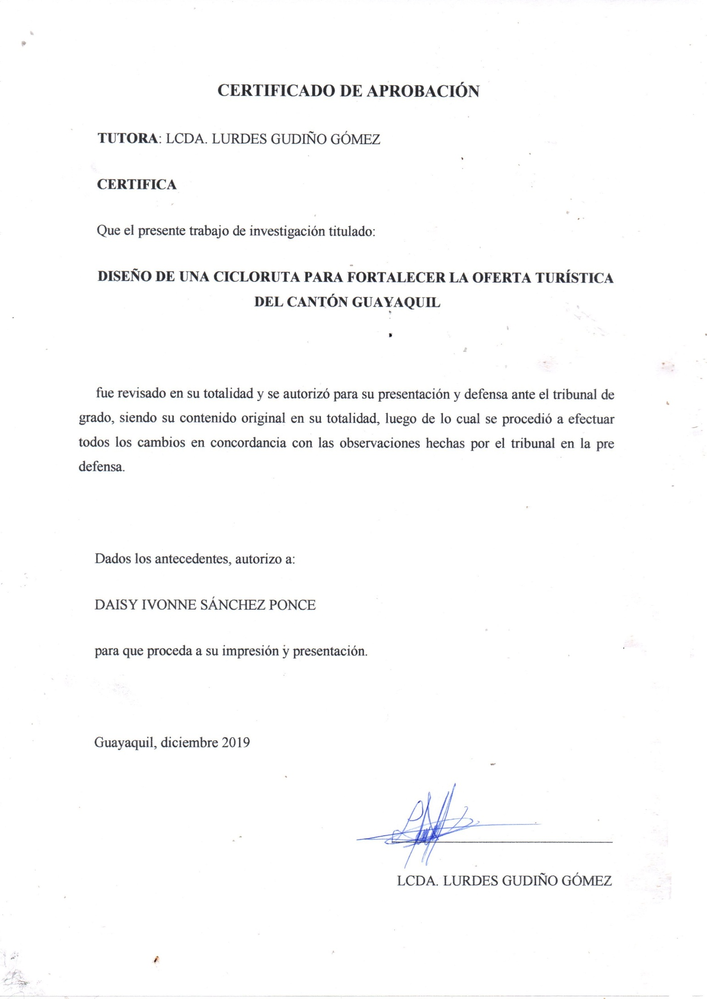 CERTIFICADO DE APROBACIÓN
TUTORA: LCDA. LURDES GUDIÑO GÓMEZ
CERTIFICA
Que el presente trabajo de investigación titulado:
DISEÑO DE UNA CICLORUTA PARA FORTALECER LA OFERTA TURÍSTICA
DEL CANTÓN GUAYAQUIL
fue revisado en su totalidad y se autorizó para su presentación y defensa ante el tribunal de
grado, siendo su contenido original en su totalidad, luego de lo cual se procedió a efectuar
todos los cambios en concordancia con las observaciones hechas por el tribunal en la pre
defensa.
Dados los antecedentes, autorizo a:
DAISY IVONNE SÁNCHEZ PONCE
para que proceda a su impresión y presentación.
Guayaquil, diciembre 2019
LCDA. LURDES GUDIÑO GÓMEZ